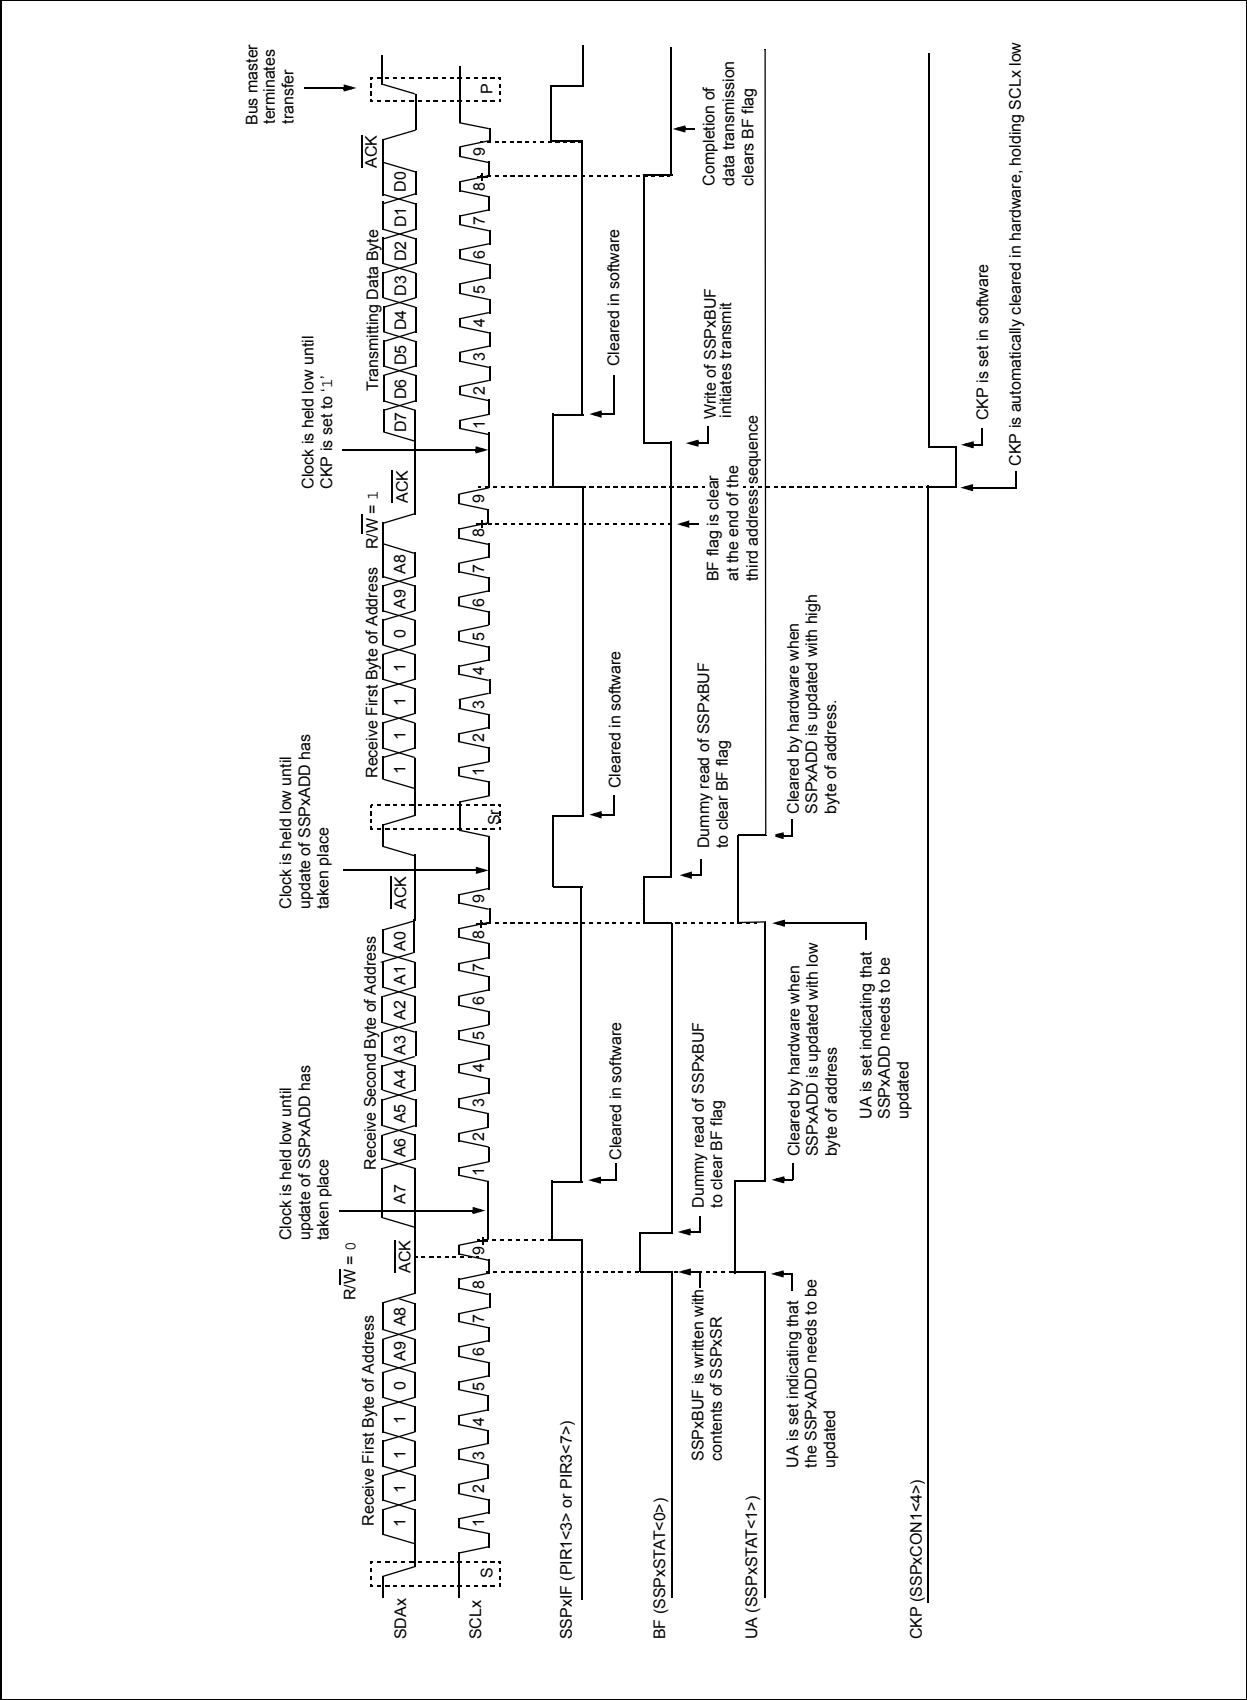 Bus master
terminates
transfer
Clock is held low until
CKP is set to ‘1’
Clock is held low until
update of SSPxADD has
taken place
Clock is held low until
update of SSPxADD has
taken place
R/W = 0
R/W = 1
Receive First Byte of Address
ACK
Receive Second Byte of Address
ACK
Receive First Byte of Address
ACK
Transmitting Data Byte
ACK
SDAx
1 1 1 1 0 A9 A8
A7 A6 A5 A4 A3 A2 A1 A0
1 1 1 1 0 A9 A8
D7 D6 D5 D4 D3 D2 D1 D0
SCLx
S
1 2 3 4 5 6 7 8 9
1 2 3 4 5 6 7 8 9
Sr
1 2 3 4 5 6 7 8 9
1 2 3 4 5 6 7 8 9
P
SSPxIF (PIR1<3> or PIR3<7>)
Cleared in software
Cleared in software
Cleared in software
BF (SSPxSTAT<0>)
SSPxBUF is written with
contents of SSPxSR
Dummy read of SSPxBUF
to clear BF flag
Dummy read of SSPxBUF
to clear BF flag
BF flag is clear
at the end of the
third address sequence
Write of SSPxBUF
initiates transmit
Completion of
data transmission
clears BF flag
UA (SSPxSTAT<1>)
UA is set indicating that
the SSPxADD needs to be
updated
Cleared by hardware when
SSPxADD is updated with low
byte of address
UA is set indicating that
SSPxADD needs to be
updated
Cleared by hardware when
SSPxADD is updated with high
byte of address.
CKP (SSPxCON1<4>)
CKP is set in software
CKP is automatically cleared in hardware, holding SCLx low